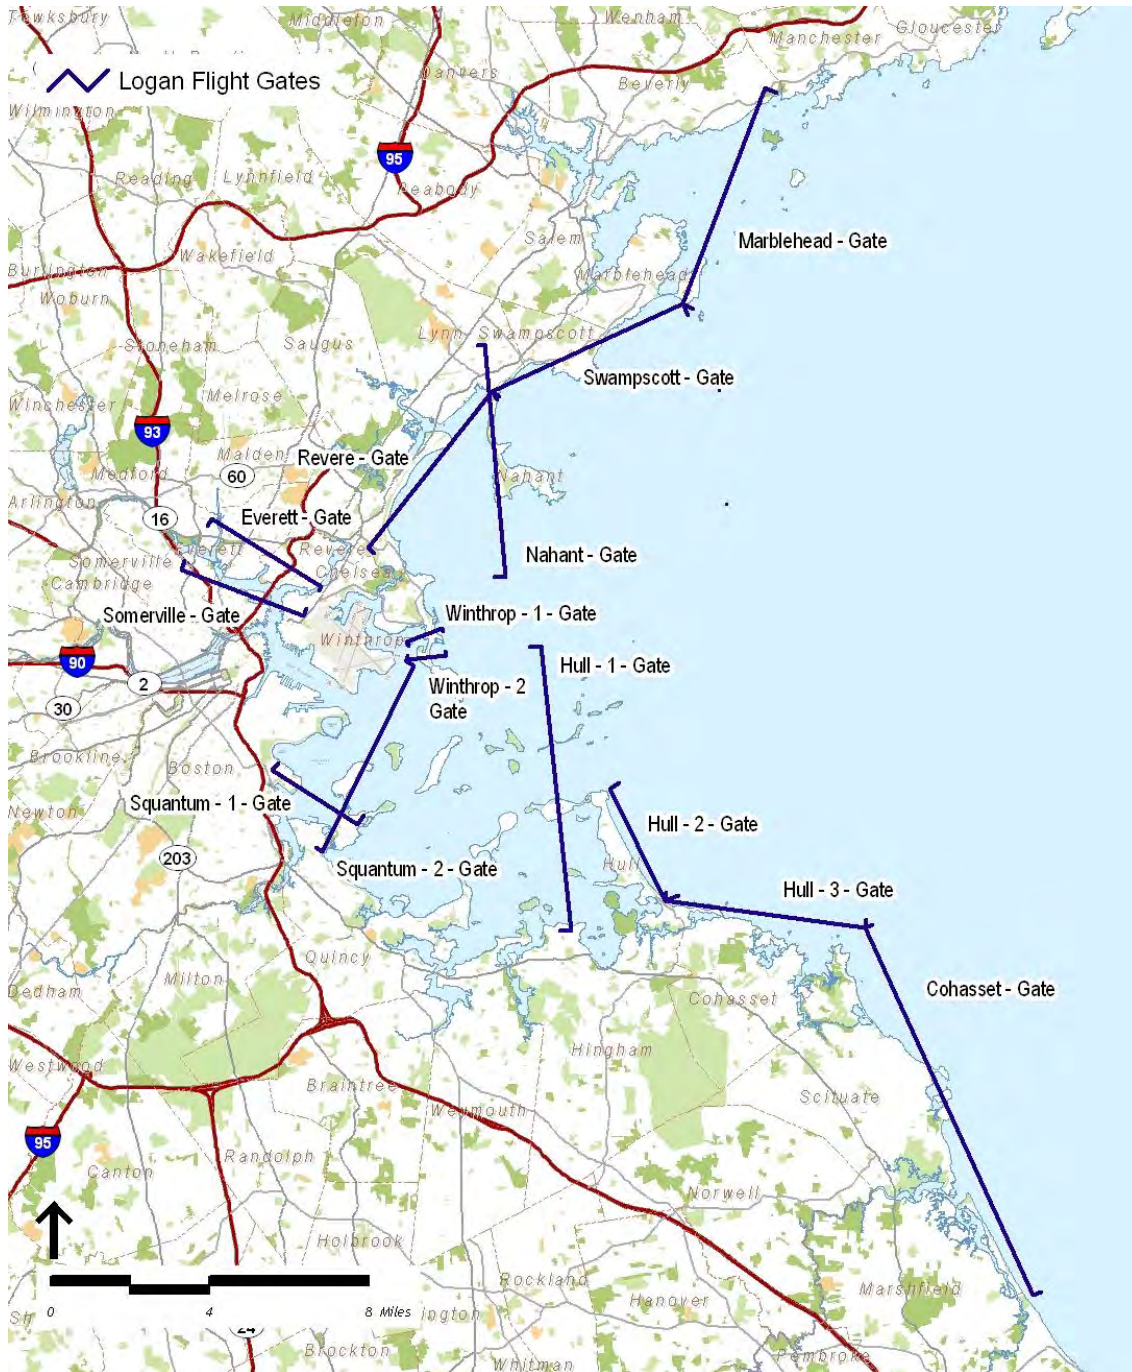 Tewksbury
Middleton
Wenham
Manchester
Gloucester
Logan Flight Gates
Danvers
Beverly
Wilmington
95
Reading
Lynnfield
Peabody
Salem
Marblehead - Gate
Wakefield
Burlington
Marblehead
Woburn
Lynn
Swampscott
Stoneham
Saugus
Swampscott - Gate
Melrose
Winchester
93
Malden
Revere - Gate
Medford
60
Nahant
Arlington
16
Everett - Gate
Everett
Revere
Somerville
Chelsea
Nahant - Gate
Cambridge
Somerville - Gate
Winthrop
Winthrop - 1 - Gate
90
2
Hull - 1 - Gate
Winthrop - 2
Gate
30
Brookline
Boston
Newton
Squantum - 1 - Gate
Hull - 2 - Gate
203
Squantum - 2 - Gate
Hull
Hull - 3 - Gate
Quincy
Milton
Dedham
Cohasset
Cohasset - Gate
Hingham
Westwood
Braintree
Weymouth
Scituate
95
Randolph
Canton
Norwell
Holbrook
Rockland
Marshfield
Hanover
0 4 8 Miles
ington
24
Brockton
Whitman
Pembroke